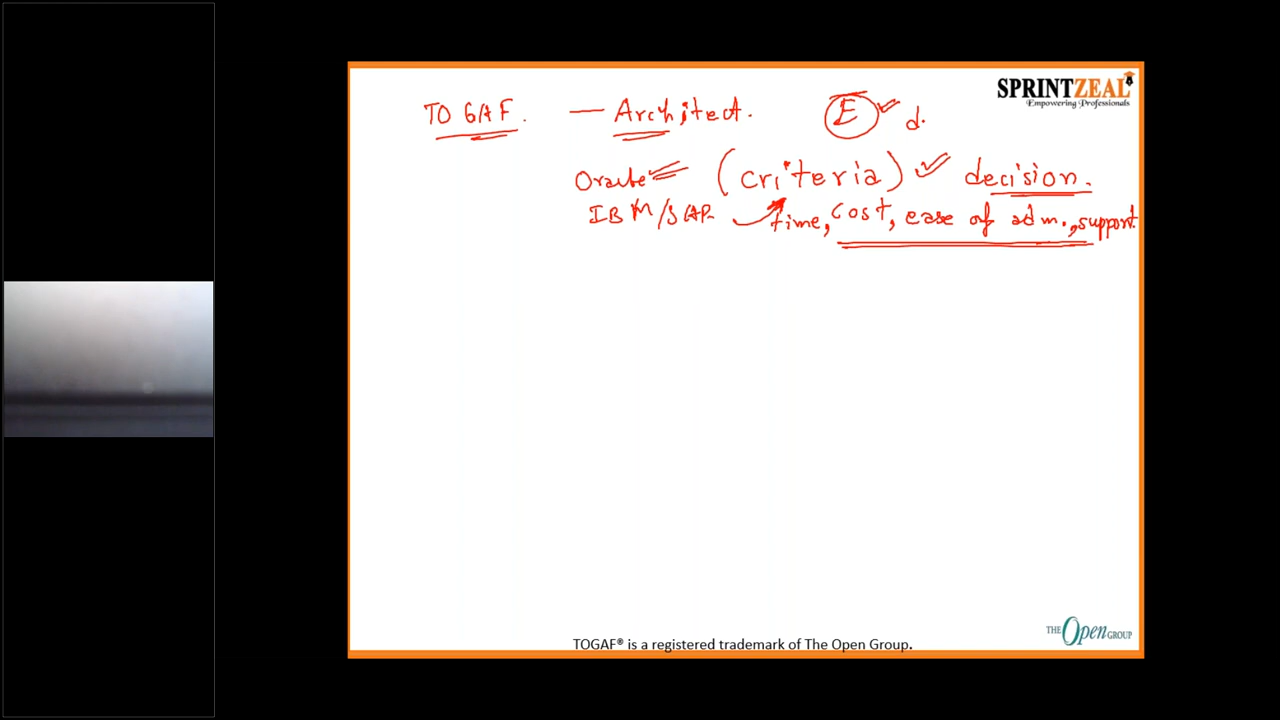 SPRINTZEAL
Empowering Professionals
TOGAF. — Architect. E d.
Oracle (criteria) decision.
IBM/SAP time, cost, ease of adm., support.
THE Open GROUP
TOGAF® is a registered trademark of The Open Group.